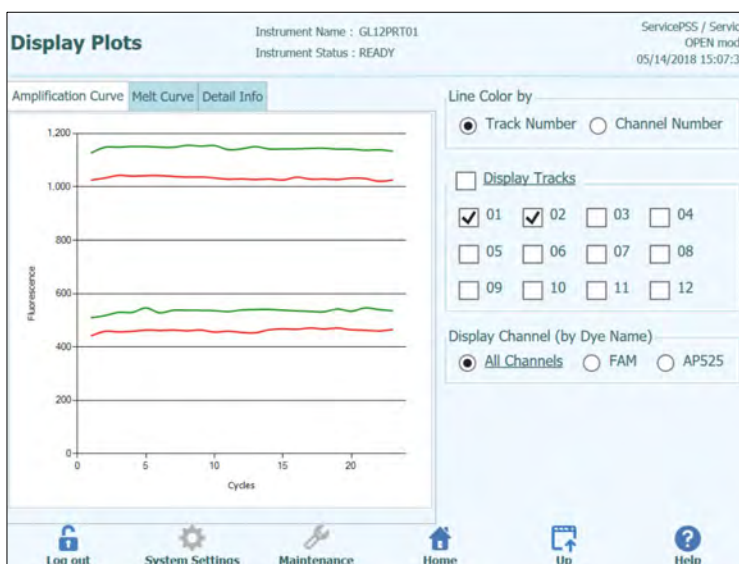 Display Plots
Instrument Name : GL12PRT01
Instrument Status : READY
ServicePSS / Servic
OPEN mod
05/14/2018 15:07:3
Amplification Curve Melt Curve Detail Info
Line Color by
Track Number Channel Number
Display Tracks
01 02 03 04
05 06 07 08
09 10 11 12
Display Channel (by Dye Name)
All Channels FAM AP525
1,200
1,000
800
600
400
200
0
Fluorescence
0 5 10 15 20
Cycles
Log out System Settings Maintenance Home Up Help